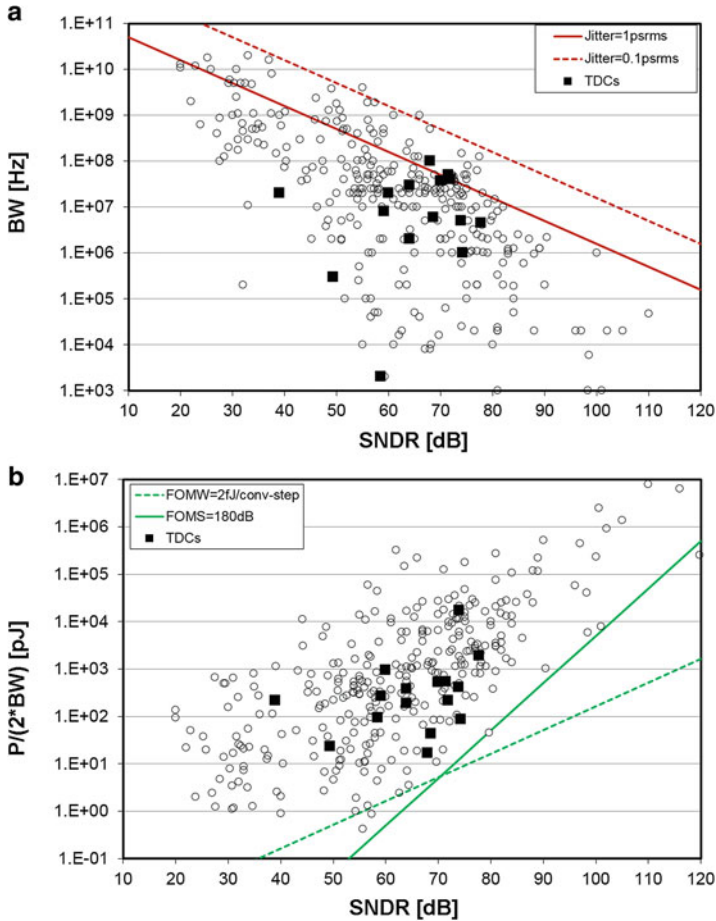 a
1.E+11
1.E+10
1.E+09
1.E+08
1.E+07
1.E+06
1.E+05
1.E+04
1.E+03
BW [Hz]
Jitter=1psrms
Jitter=0.1psrms
TDCs
10 20 30 40 50 60 70 80 90 100 110 120
SNDR [dB]
b
1.E+07
1.E+06
1.E+05
1.E+04
1.E+03
1.E+02
1.E+01
1.E+00
1.E-01
P/(2*BW) [pJ]
FOMW=2fJ/conv-step
FOMS=180dB
TDCs
10 20 30 40 50 60 70 80 90 100 110 120
SNDR [dB]